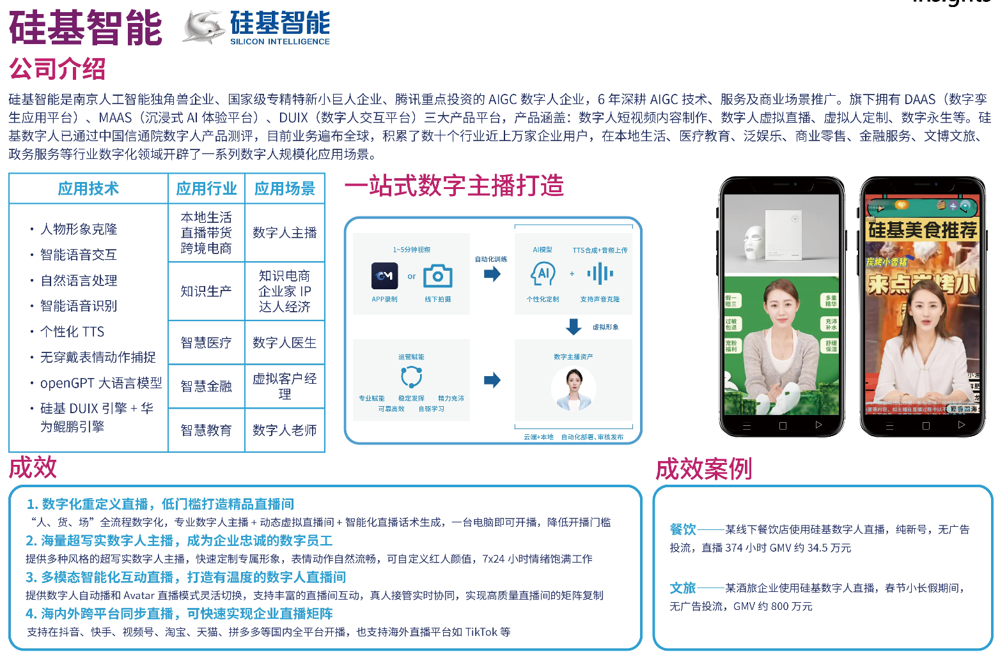 insights
硅基智能
硅基智能
SILICON INTELLIGENCE
公司介绍
硅基智能是南京人工智能独角兽企业、国家级专精特新小巨人企业、腾讯重点投资的 AIGC 数字人企业，6 年深耕 AIGC 技术、服务及商业场景推广。旗下拥有 DAAS（数字孪
生应用平台）、MAAS（沉浸式 AI 体验平台）、DUIX（数字人交互平台）三大产品平台，产品涵盖：数字人短视频内容制作、数字人虚拟直播、虚拟人定制、数字永生等。硅
基数字人已通过中国信通院数字人产品测评，目前业务遍布全球，积累了数十个行业近上万家企业用户，在本地生活、医疗教育、泛娱乐、商业零售、金融服务、文博文旅、
政务服务等行业数字化领域开辟了一系列数字人规模化应用场景。
应用技术
· 人物形象克隆
· 智能语音交互
· 自然语言处理
· 智能语音识别
· 个性化 TTS
· 无穿戴表情动作捕捉
· openGPT 大语言模型
· 硅基 DUIX 引擎 + 华
为鲲鹏引擎
应用行业
应用场景
本地生活
直播带货
跨境电商
数字人主播
知识生产
知识电商
企业家 IP
达人经济
智慧医疗
数字人医生
智慧金融
虚拟客户经
理
智慧教育
数字人老师
一站式数字主播打造
1~5分钟视频
GM
or
APP录制
线下拍摄
自动化训练
AI模型
TTS合成+音频上传
AI
+
个性化定制
支持声音克隆
虚拟形象
运营赋能
专业赋能 稳定发挥 精力充沛
可靠高效 自驱学习
数字主播资产
云端+本地 自动化部署、审核发布
假一
赔三
过敏
包退
宠粉
福利
多重
精华
充沛
补水
舒缓
保湿
硅基美食推荐
炭烤小香猪
来点炭烤小
成效
1. 数字化重定义直播，低门槛打造精品直播间
“人、货、场”全流程数字化，专业数字人主播 + 动态虚拟直播间 + 智能化直播话术生成，一台电脑即可开播，降低开播门槛
2. 海量超写实数字人主播，成为企业忠诚的数字员工
提供多种风格的超写实数字人主播，快速定制专属形象，表情动作自然流畅，可自定义红人颜值，7x24 小时情绪饱满工作
3. 多模态智能化互动直播，打造有温度的数字人直播间
提供数字人自动播和 Avatar 直播模式灵活切换，支持丰富的直播间互动，真人接管实时协同，实现高质量直播间的矩阵复制
4. 海内外跨平台同步直播，可快速实现企业直播矩阵
支持在抖音、快手、视频号、淘宝、天猫、拼多多等国内全平台开播，也支持海外直播平台如 TikTok 等
成效案例
餐饮——某线下餐饮店使用硅基数字人直播，纯新号，无广告
投流，直播 374 小时 GMV 约 34.5 万元
文旅——某酒旅企业使用硅基数字人直播，春节小长假期间，
无广告投流，GMV 约 800 万元